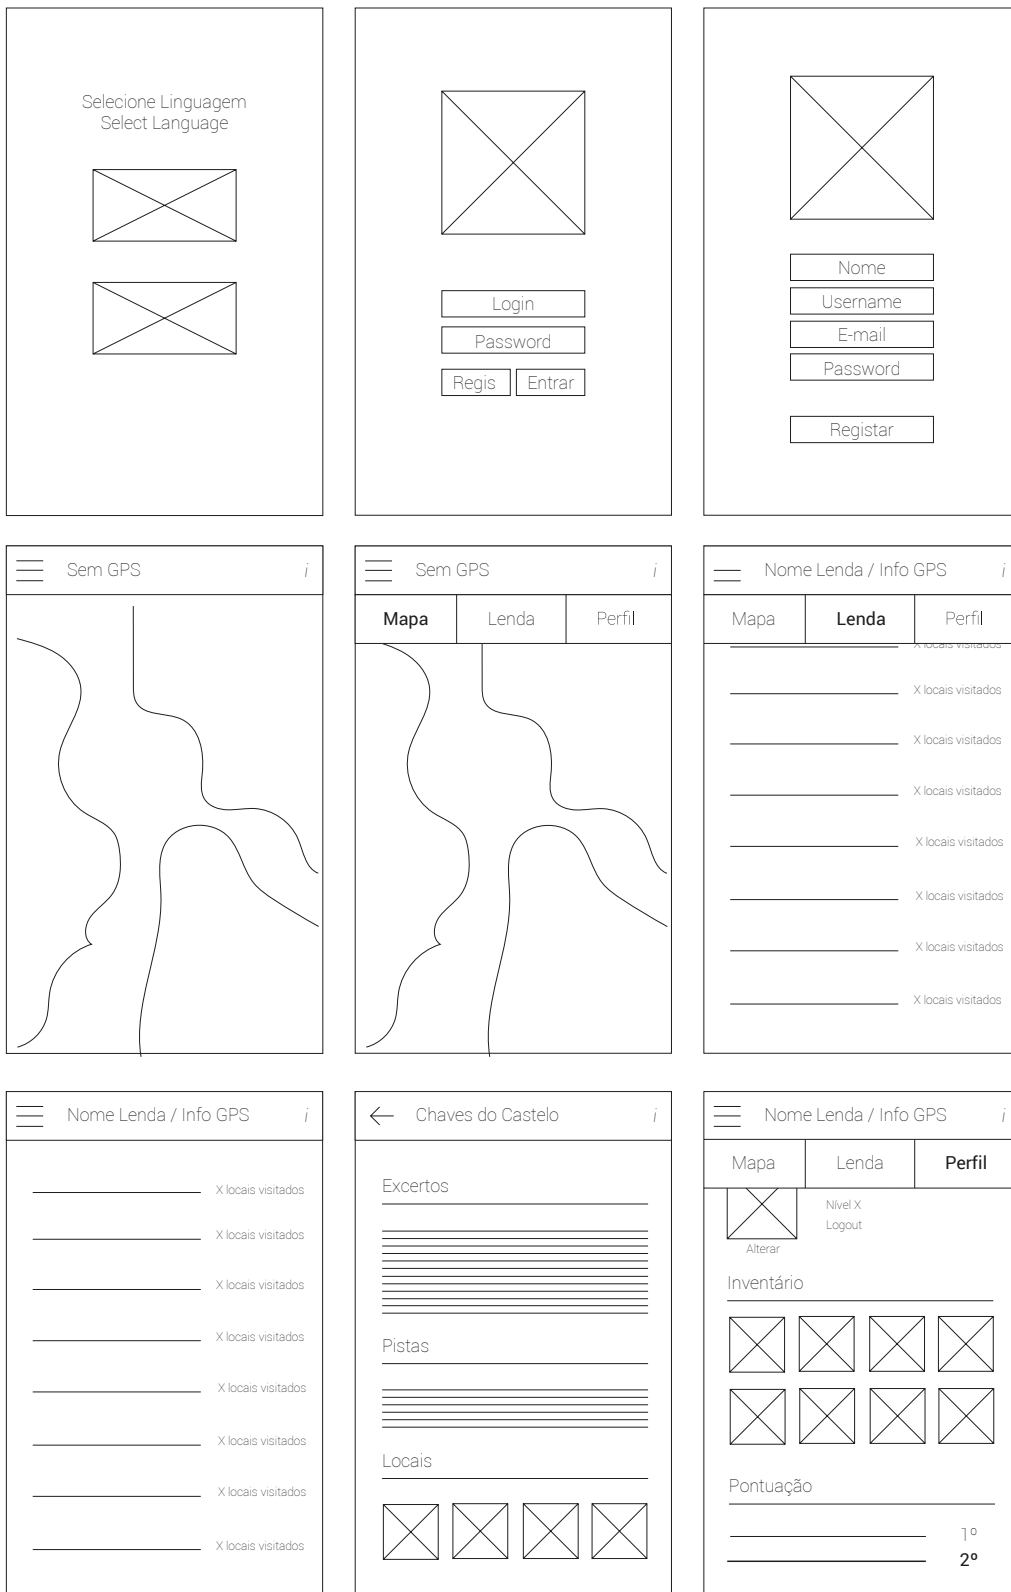 Selecione Linguagem
Select Language
Login
Password
Regis
Entrar
Nome
Username
E-mail
Password
Registar
Sem GPS
i
Sem GPS
i
Mapa
Lenda
Perfil
Nome Lenda / Info GPS
i
Mapa
Lenda
Perfil
X locais visitados
X locais visitados
X locais visitados
X locais visitados
X locais visitados
X locais visitados
X locais visitados
X locais visitados
Nome Lenda / Info GPS
i
X locais visitados
X locais visitados
X locais visitados
X locais visitados
X locais visitados
X locais visitados
X locais visitados
X locais visitados
Chaves do Castelo
i
Excertos
Pistas
Locais
Nome Lenda / Info GPS
i
Mapa
Lenda
Perfil
Nível X
Logout
Alterar
Inventário
Pontuação
1º
2º